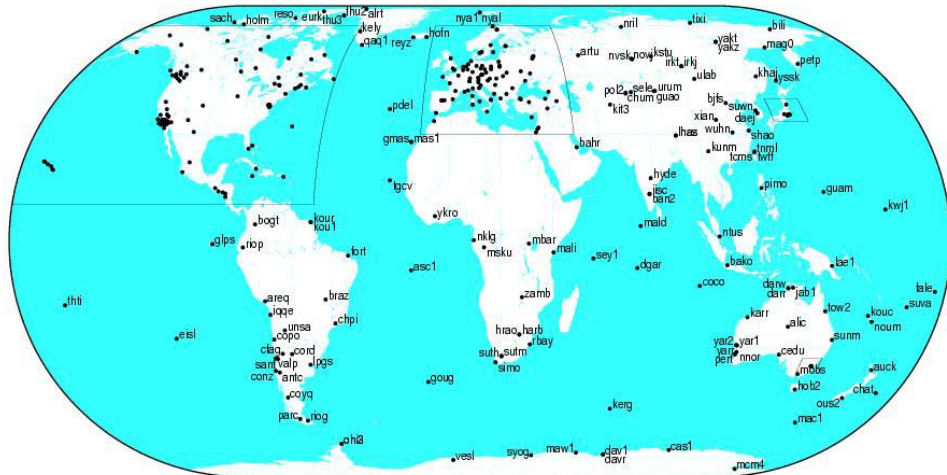 sach
holm
reso
eurk
thu3
thu2
alrt
kely
qaq1
reyz
hofn
nya1
nyal
nril
tixi
bili
artu
nvsk
novj
kstu
irkt
irkj
yakt
yakz
mag0
petp
ulab
khaj
yssk
pol2
sele
chum
urum
guao
kit3
bjfs
suwn
daej
xian
wuhn
shao
lhaz
kunm
tcms
tnml
twtf
pdel
gmas
mas1
bahr
tgcv
hyde
iisc
ban2
pimo
guam
kwj1
ykro
mald
bogt
kour
kou1
glps
riop
fort
nklg
msku
mbar
mali
sey1
ntus
bako
lae1
asc1
dgar
coco
zamb
darw
darr
jab1
tow2
fale
suva
thti
areq
braz
iqqe
chpi
karr
alic
kouc
noum
eisl
unsa
copo
hrao
harb
rbay
yar2
yar1
yarr
pert
nnor
cedu
sunm
cfag
cord
lpgs
sant
valp
conz
antc
suth
sutm
simo
mobs
hob2
auck
goug
coyq
kerg
ous2
chat
parc
riog
mac1
ohi3
vesl
syog
maw1
dav1
davr
cas1
mcm4